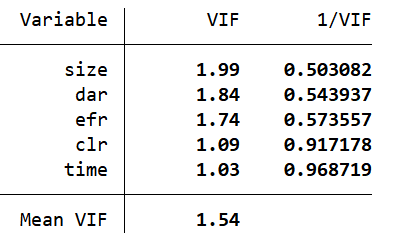 Variable VIF 1/VIF
size 1.99 0.503082
dar 1.84 0.543937
efr 1.74 0.573557
clr 1.09 0.917178
time 1.03 0.968719
Mean VIF 1.54